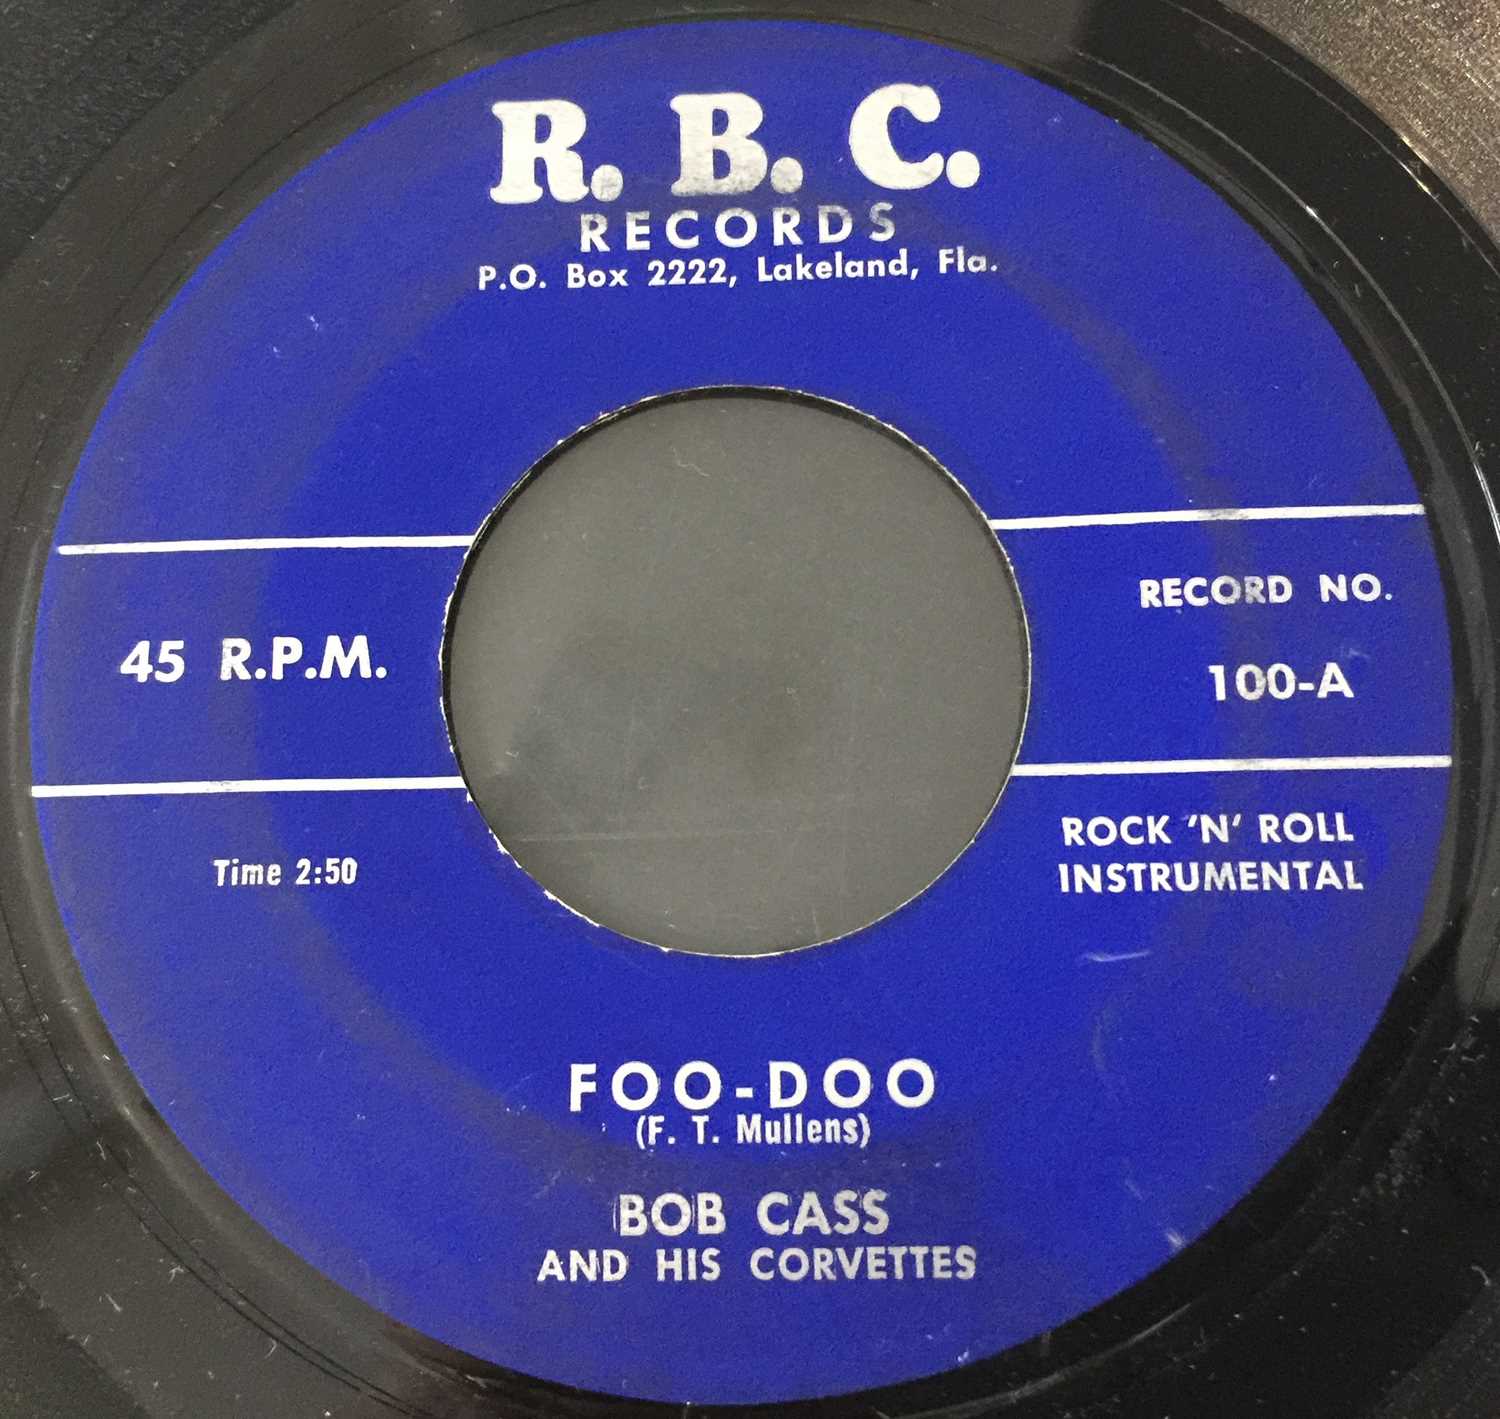 R. B. C.
RECORDS
P.O. Box 2222, Lakeland, Fla.
45 R.P.M.
RECORD NO.
100-A
Time 2:50
ROCK 'N' ROLL
INSTRUMENTAL
FOO-DOO
(F. T. Mullens)
BOB CASS
AND HIS CORVETTES